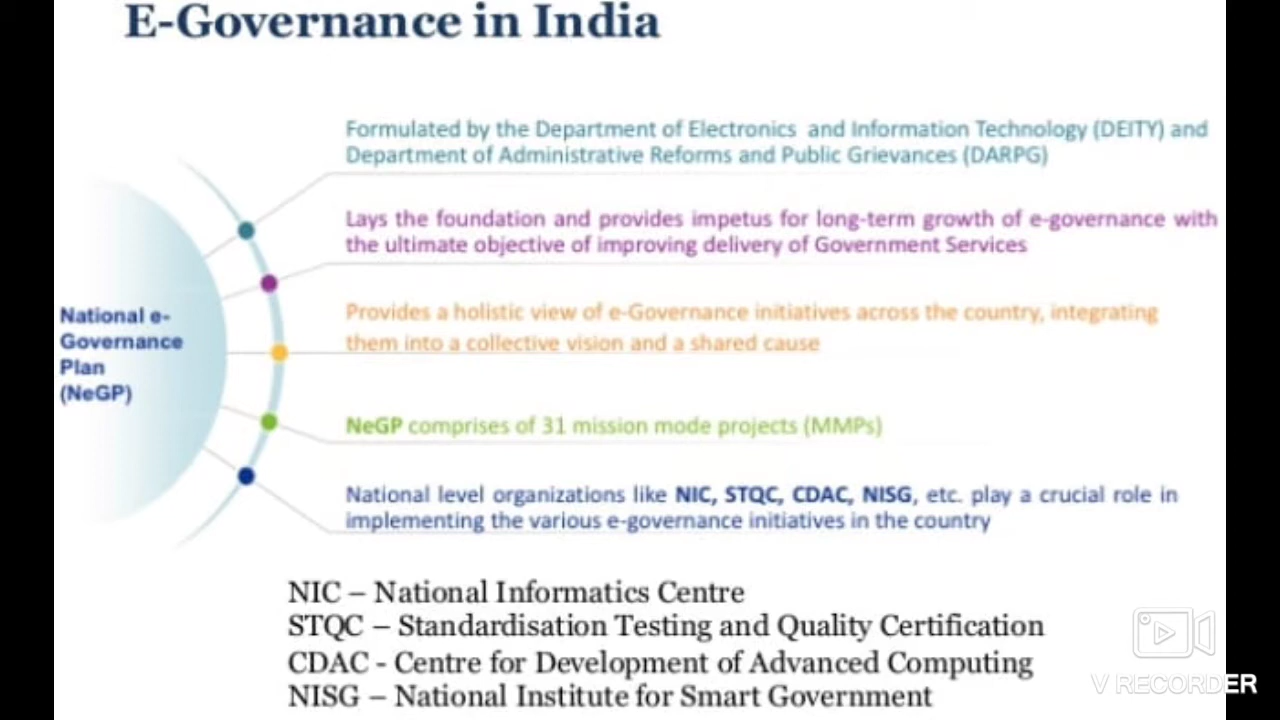 E-Governance in India
Formulated by the Department of Electronics and Information Technology (DEITY) and
Department of Administrative Reforms and Public Grievances (DARPG)
Lays the foundation and provides impetus for long-term growth of e-governance with
the ultimate objective of improving delivery of Government Services
National e-
Governance
Plan
(NeGP)
Provides a holistic view of e-Governance initiatives across the country, integrating
them into a collective vision and a shared cause
NeGP comprises of 31 mission mode projects (MMPs)
National level organizations like NIC, STQC, CDAC, NISG, etc. play a crucial role in
implementing the various e-governance initiatives in the country
NIC – National Informatics Centre
STQC – Standardisation Testing and Quality Certification
CDAC - Centre for Development of Advanced Computing
NISG – National Institute for Smart Government
V RECORDER